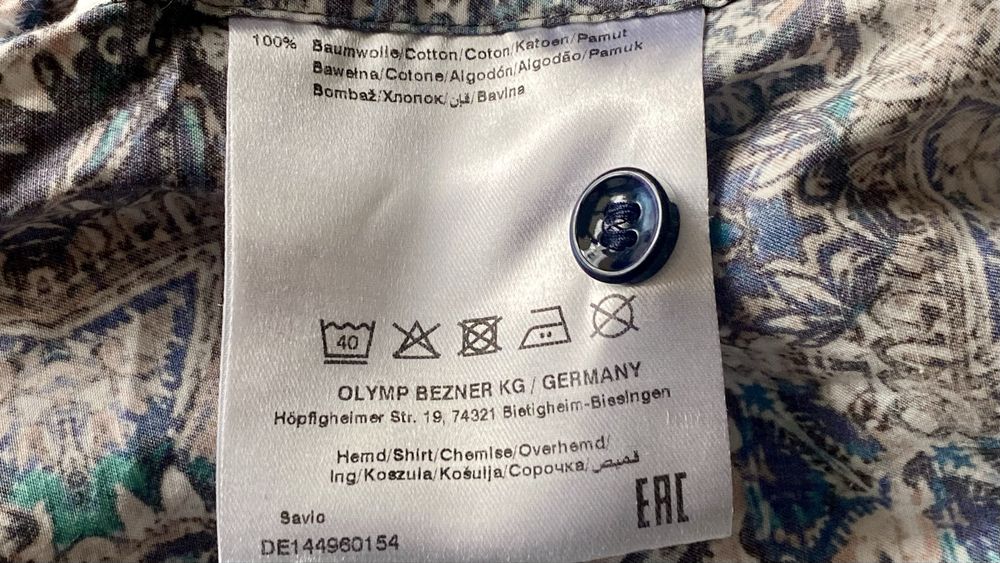 100% Baumwolle/Cotton/Coton/Katoen/Pamut
Bawełna/Cotone/Algodón/Algodão/Pamuk
Bombaž/Хлопок/قان/Bavlna
40
OLYMP BEZNER KG / GERMANY
Höpfigheimer Str. 19, 74321 Bietigheim-Bissingen
Hemd/Shirt/Chemise/Overhemd/
Ing/Koszula/Košulja/Сорочка/قميص
EAC
Savio
DE144960154